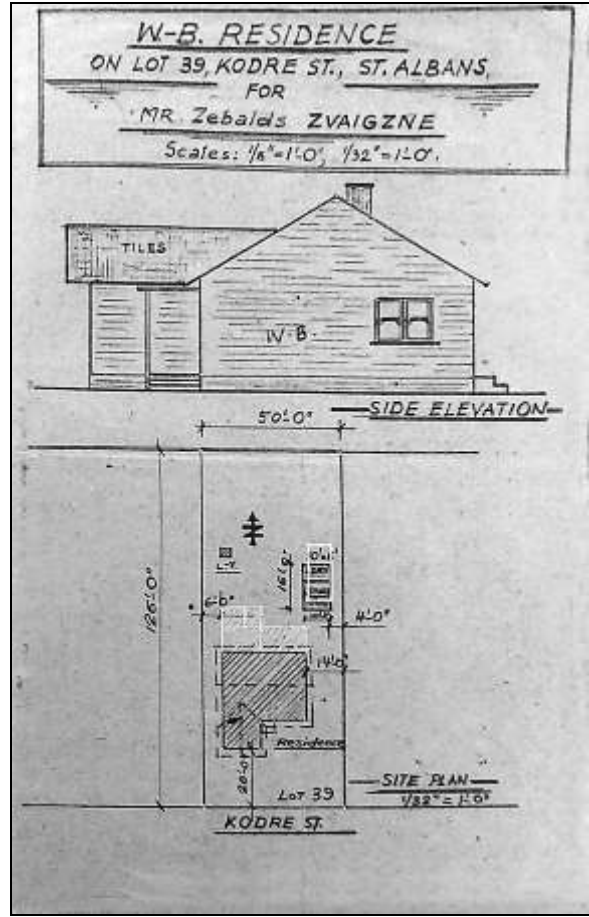 W-B. RESIDENCE
ON LOT 39, KODRE ST., ST. ALBANS,
FOR
MR Zebalds ZVAIGZNE
Scales: 1/8"=1'-0", 1/32"=1'-0".
TILES
W-B.
SIDE ELEVATION
50'-0"
126'-0"
L-T.
16'-0"
6'-0"
4'-0"
14'-0"
Residence
20'-0"
LOT 39
SITE PLAN
1/32" = 1'-0"
KODRE ST.